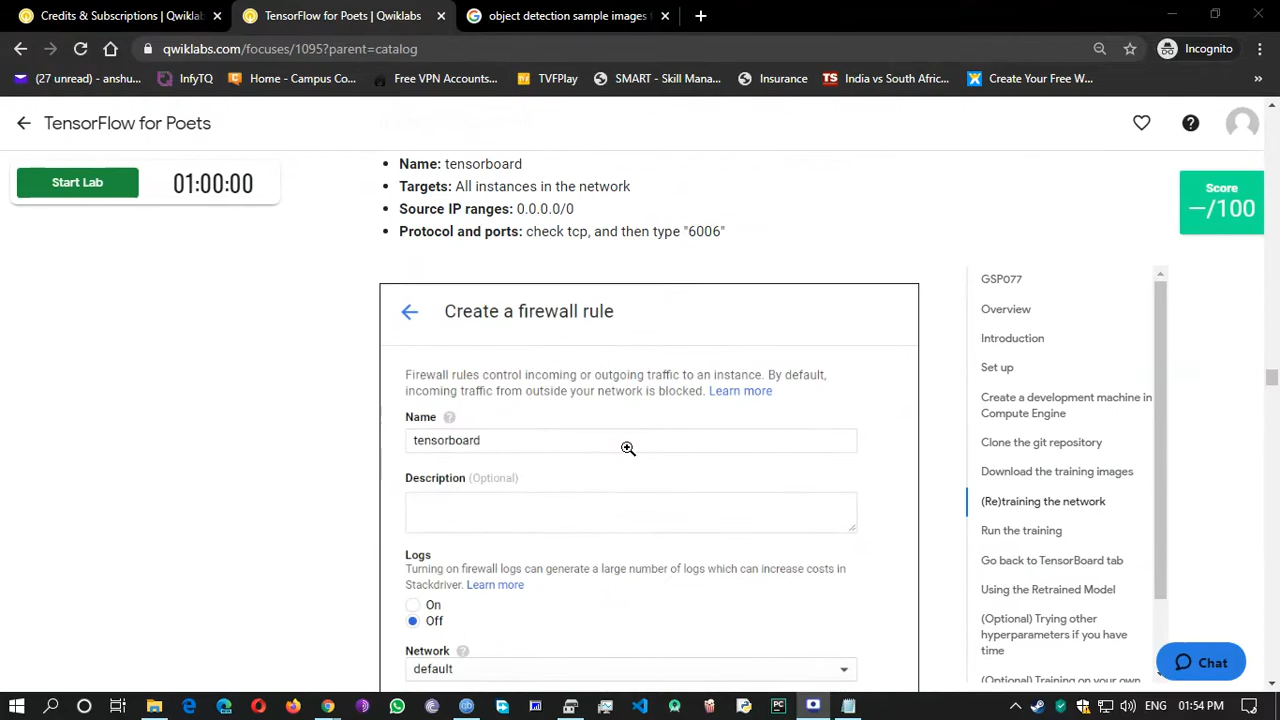 Credits & Subscriptions | Qwiklabs
TensorFlow for Poets | Qwiklabs
object detection sample images f
qwiklabs.com/focuses/1095?parent=catalog
Incognito
(27 unread) - anshu...
InfyTQ
Home - Campus Co...
Free VPN Accounts...
TVFPlay
SMART - Skill Mana...
Insurance
TS India vs South Afric...
Create Your Free W...
»
TensorFlow for Poets
Start Lab
01:00:00
Name: tensorboard
Targets: All instances in the network
Source IP ranges: 0.0.0.0/0
Protocol and ports: check tcp, and then type "6006"
Score
—/100
Create a firewall rule
Firewall rules control incoming or outgoing traffic to an instance. By default,
incoming traffic from outside your network is blocked. Learn more
Name
tensorboard
Description (Optional)
Logs
Turning on firewall logs can generate a large number of logs which can increase costs in
Stackdriver. Learn more
On
Off
Network
default
GSP077
Overview
Introduction
Set up
Create a development machine in
Compute Engine
Clone the git repository
Download the training images
(Re)training the network
Run the training
Go back to TensorBoard tab
Using the Retrained Model
(Optional) Trying other
hyperparameters if you have
time
(Optional) Training on your own
Chat
ENG
01:54 PM